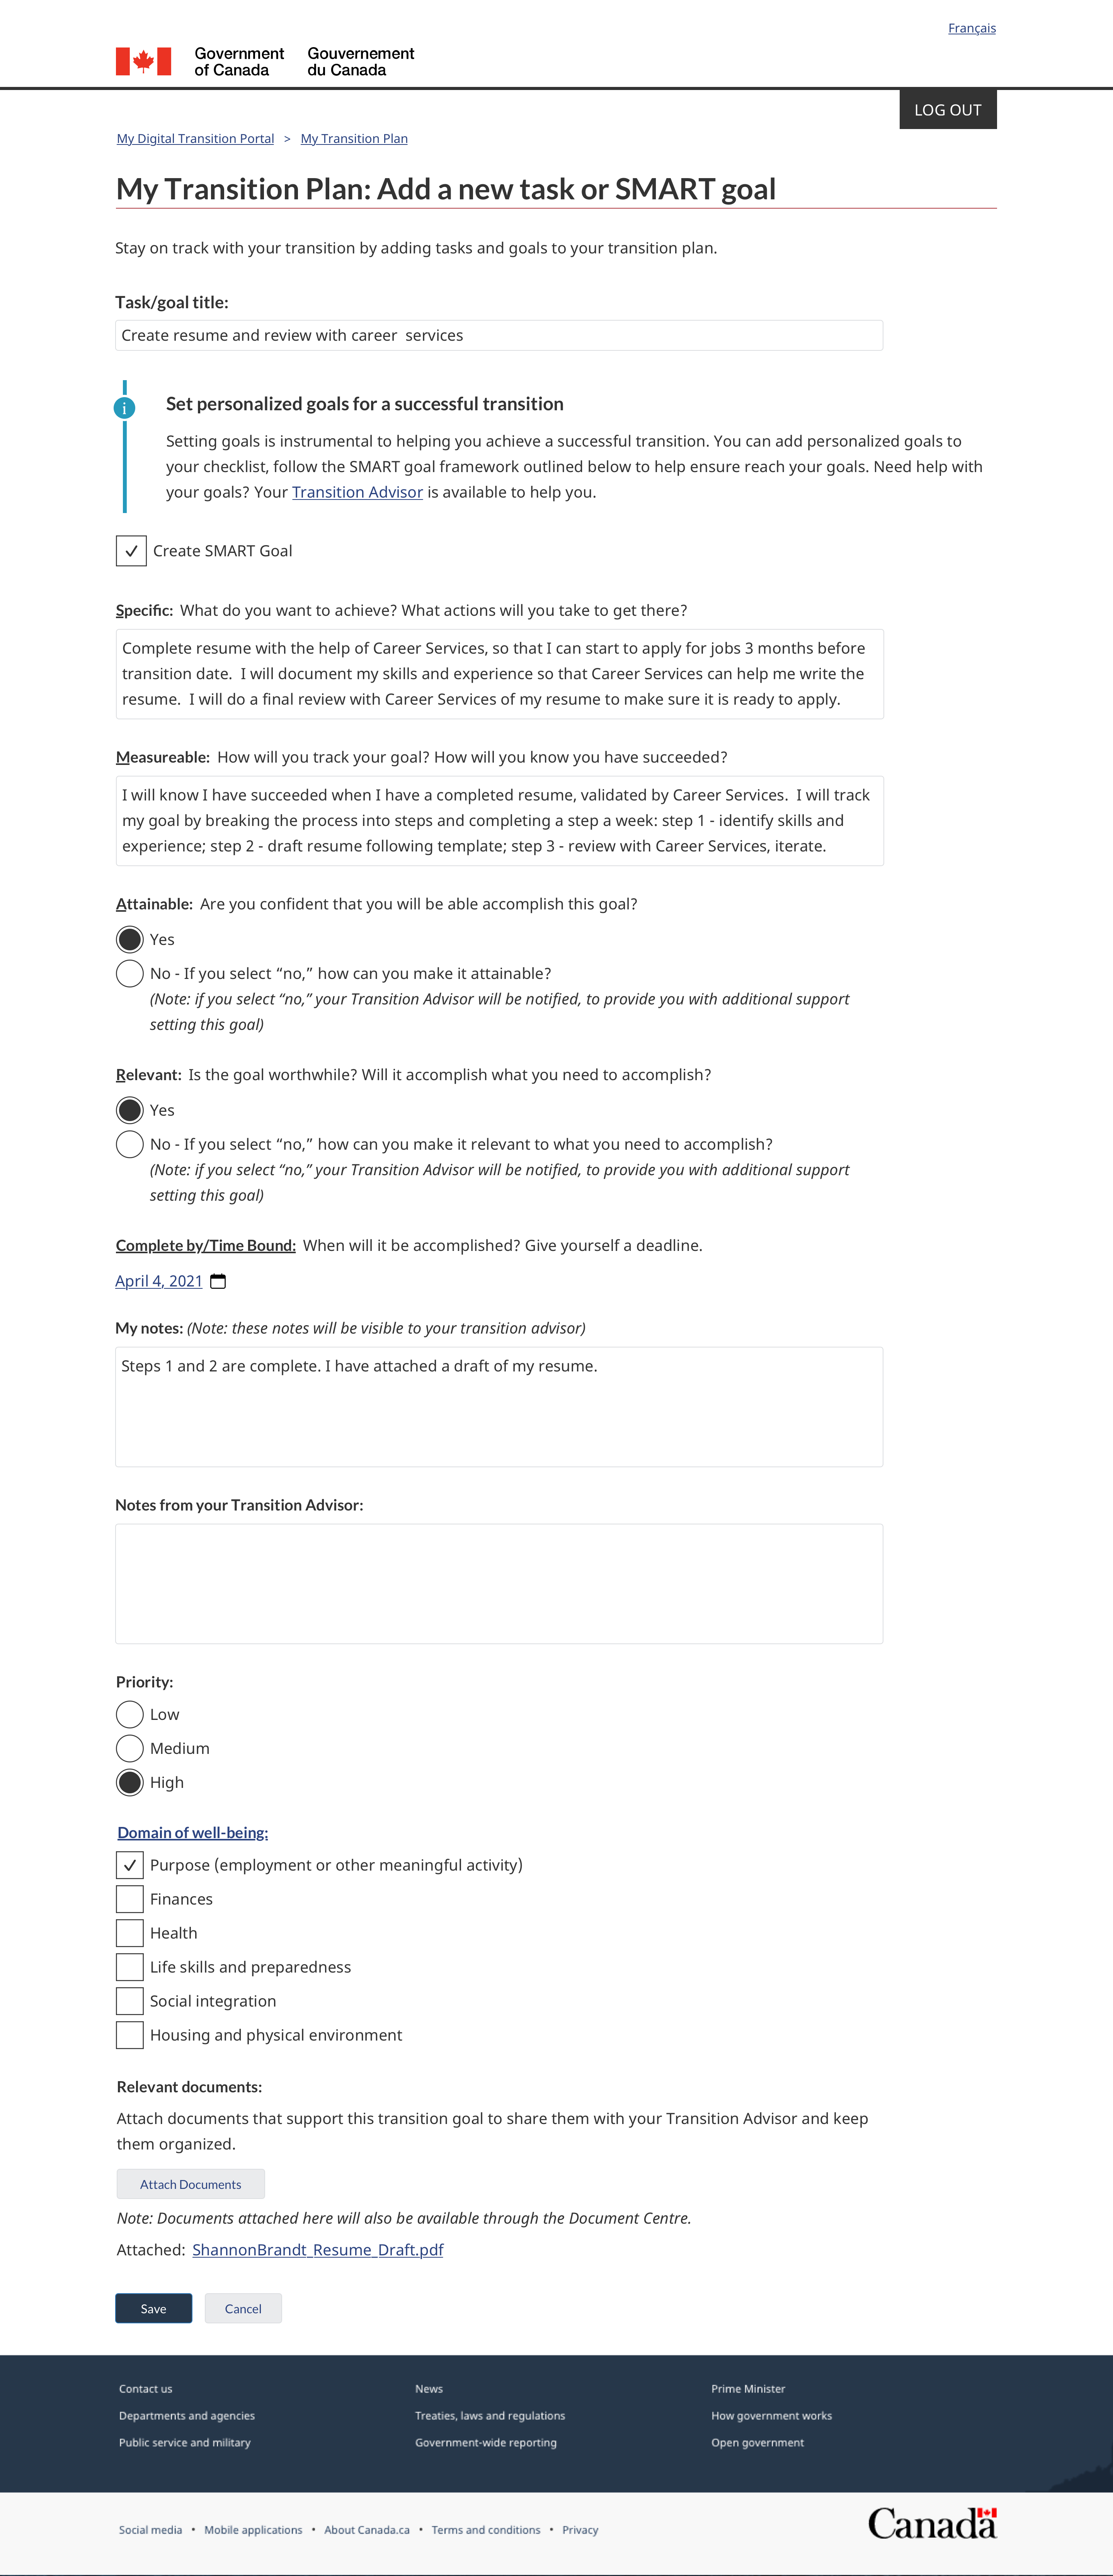 Français
Government of Canada
Gouvernement du Canada
LOG OUT
My Digital Transition Portal > My Transition Plan
My Transition Plan: Add a new task or SMART goal
Stay on track with your transition by adding tasks and goals to your transition plan.
Task/goal title:
Create resume and review with career  services
i
Set personalized goals for a successful transition
Setting goals is instrumental to helping you achieve a successful transition. You can add personalized goals to
your checklist, follow the SMART goal framework outlined below to help ensure reach your goals. Need help with
your goals? Your Transition Advisor is available to help you.
Create SMART Goal
Specific:  What do you want to achieve? What actions will you take to get there?
Complete resume with the help of Career Services, so that I can start to apply for jobs 3 months before
transition date.  I will document my skills and experience so that Career Services can help me write the
resume.  I will do a final review with Career Services of my resume to make sure it is ready to apply.
Measureable:  How will you track your goal? How will you know you have succeeded?
I will know I have succeeded when I have a completed resume, validated by Career Services.  I will track
my goal by breaking the process into steps and completing a step a week: step 1 - identify skills and
experience; step 2 - draft resume following template; step 3 - review with Career Services, iterate.
Attainable:  Are you confident that you will be able accomplish this goal?
Yes
No - If you select “no,” how can you make it attainable?
(Note: if you select “no,” your Transition Advisor will be notified, to provide you with additional support
setting this goal)
Relevant:  Is the goal worthwhile? Will it accomplish what you need to accomplish?
Yes
No - If you select “no,” how can you make it relevant to what you need to accomplish?
(Note: if you select “no,” your Transition Advisor will be notified, to provide you with additional support
setting this goal)
Complete by/Time Bound:  When will it be accomplished? Give yourself a deadline.
April 4, 2021
My notes: (Note: these notes will be visible to your transition advisor)
Steps 1 and 2 are complete. I have attached a draft of my resume.
Notes from your Transition Advisor:
Priority:
Low
Medium
High
Domain of well-being:
Purpose (employment or other meaningful activity)
Finances
Health
Life skills and preparedness
Social integration
Housing and physical environment
Relevant documents:
Attach documents that support this transition goal to share them with your Transition Advisor and keep
them organized.
Attach Documents
Note: Documents attached here will also be available through the Document Centre.
Attached:  ShannonBrandt_Resume_Draft.pdf
Save
Cancel
Contact us
Departments and agencies
Public service and military
News
Treaties, laws and regulations
Government-wide reporting
Prime Minister
How government works
Open government
Social media • Mobile applications • About Canada.ca • Terms and conditions • Privacy
Canada